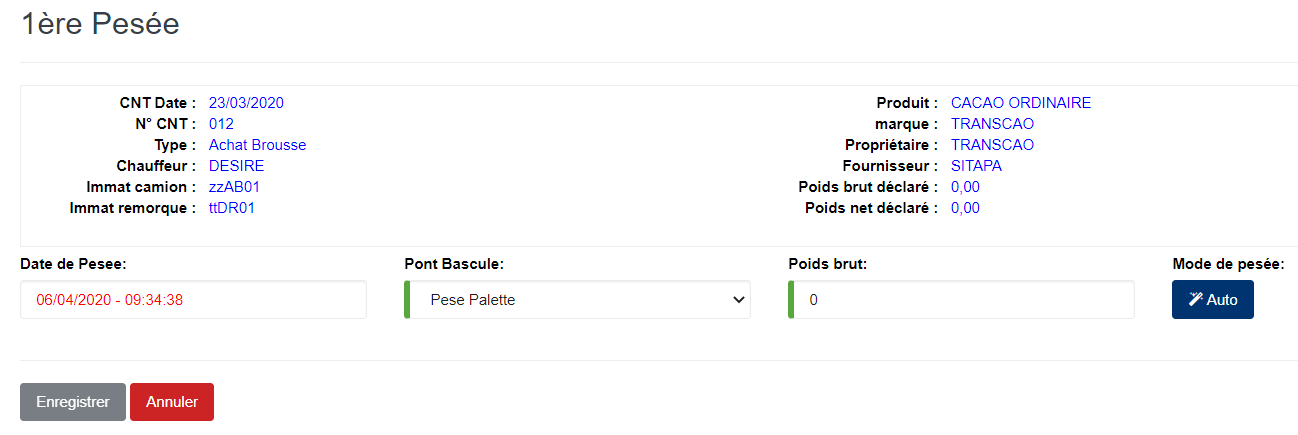 1ère Pesée
CNT Date : 23/03/2020
N° CNT : 012
Type : Achat Brousse
Chauffeur : DESIRE
Immat camion : zzAB01
Immat remorque : ttDR01
Produit : CACAO ORDINAIRE
marque : TRANSCAO
Propriétaire : TRANSCAO
Fournisseur : SITAPA
Poids brut déclaré : 0,00
Poids net déclaré : 0,00
Date de Pesee:
06/04/2020 - 09:34:38
Pont Bascule:
Pese Palette
Poids brut:
0
Mode de pesée:
Auto
Enregistrer Annuler